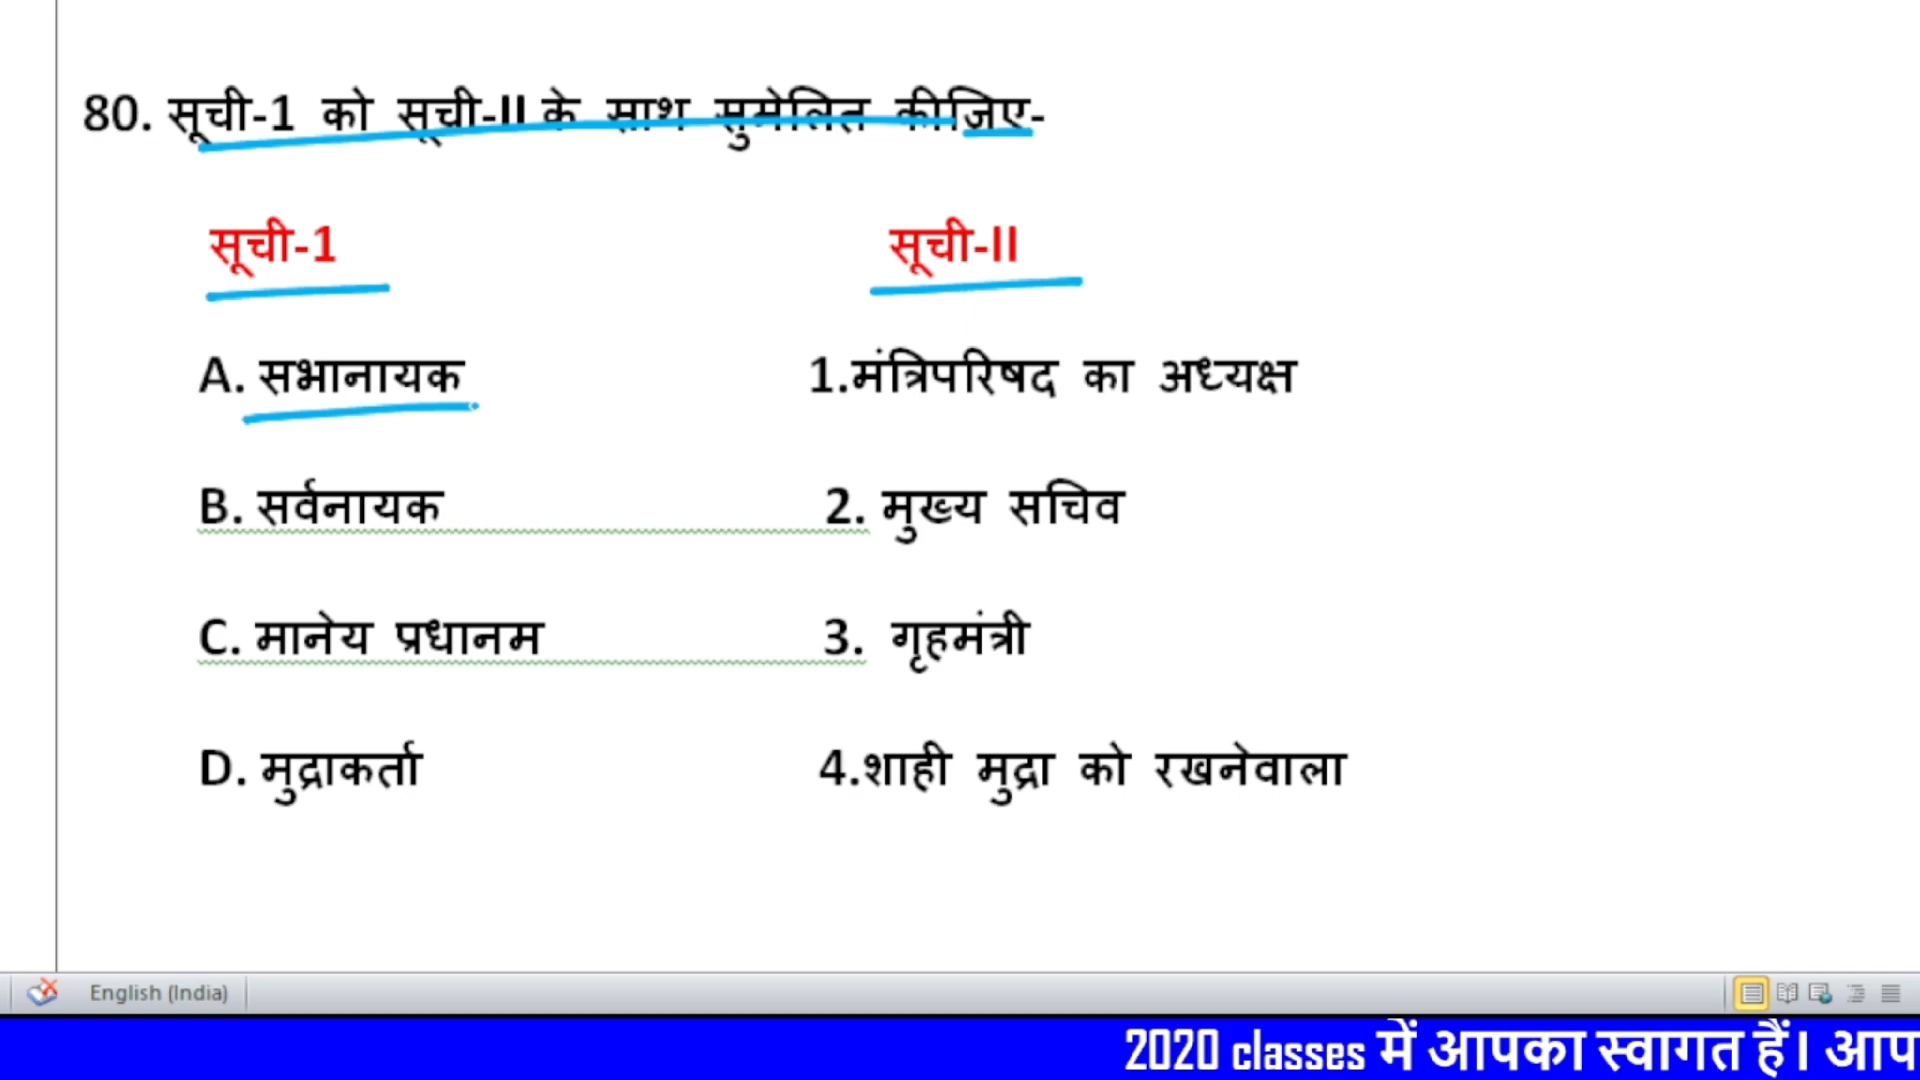 80. सूची-1 को सूची-II के साथ सुमेलित कीजिए-
सूची-1 सूची-II
A. सभानायक 1.मंत्रिपरिषद का अध्यक्ष
B. सर्वनायक 2. मुख्य सचिव
C. मानेय प्रधानम 3. गृहमंत्री
D. मुद्राकर्ता 4.शाही मुद्रा को रखनेवाला
English (India)
2020 classes में आपका स्वागत हैं। आप